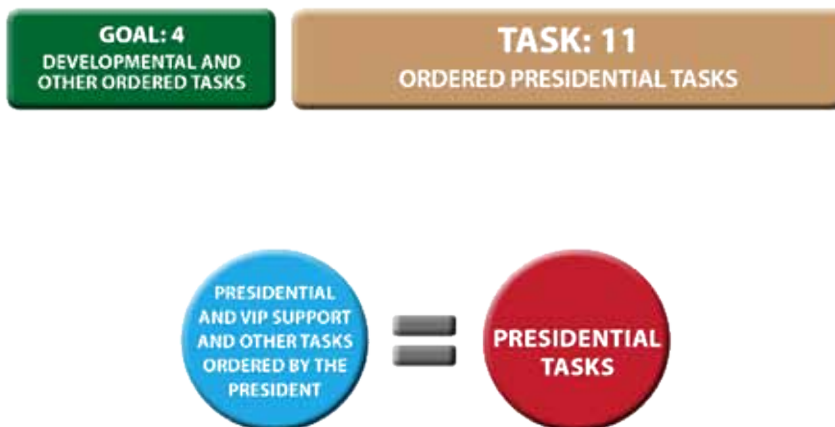 GOAL: 4
DEVELOPMENTAL AND
OTHER ORDERED TASKS
TASK: 11
ORDERED PRESIDENTIAL TASKS
PRESIDENTIAL
AND VIP SUPPORT
AND OTHER TASKS
ORDERED BY THE
PRESIDENT
PRESIDENTIAL
TASKS